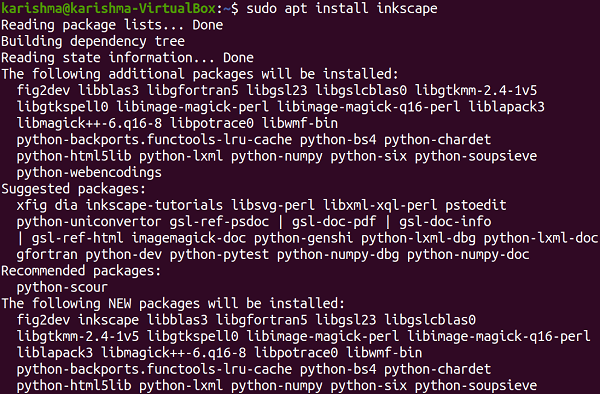 karishma@karishma-VirtualBox:~$ sudo apt install inkscape
Reading package lists... Done
Building dependency tree
Reading state information... Done
The following additional packages will be installed:
  fig2dev libblas3 libgfortran5 libgsl23 libgslcblas0 libgtkmm-2.4-1v5
  libgtkspell0 libimage-magick-perl libimage-magick-q16-perl liblapack3
  libmagick++-6.q16-8 libpotrace0 libwmf-bin
  python-backports.functools-lru-cache python-bs4 python-chardet
  python-html5lib python-lxml python-numpy python-six python-soupsieve
  python-webencodings
Suggested packages:
  xfig dia inkscape-tutorials libsvg-perl libxml-xql-perl pstoedit
  python-uniconvertor gsl-ref-psdoc | gsl-doc-pdf | gsl-doc-info
  | gsl-ref-html imagemagick-doc python-genshi python-lxml-dbg python-lxml-doc
  gfortran python-dev python-pytest python-numpy-dbg python-numpy-doc
Recommended packages:
  python-scour
The following NEW packages will be installed:
  fig2dev inkscape libblas3 libgfortran5 libgsl23 libgslcblas0
  libgtkmm-2.4-1v5 libgtkspell0 libimage-magick-perl libimage-magick-q16-perl
  liblapack3 libmagick++-6.q16-8 libpotrace0 libwmf-bin
  python-backports.functools-lru-cache python-bs4 python-chardet
  python-html5lib python-lxml python-numpy python-six python-soupsieve